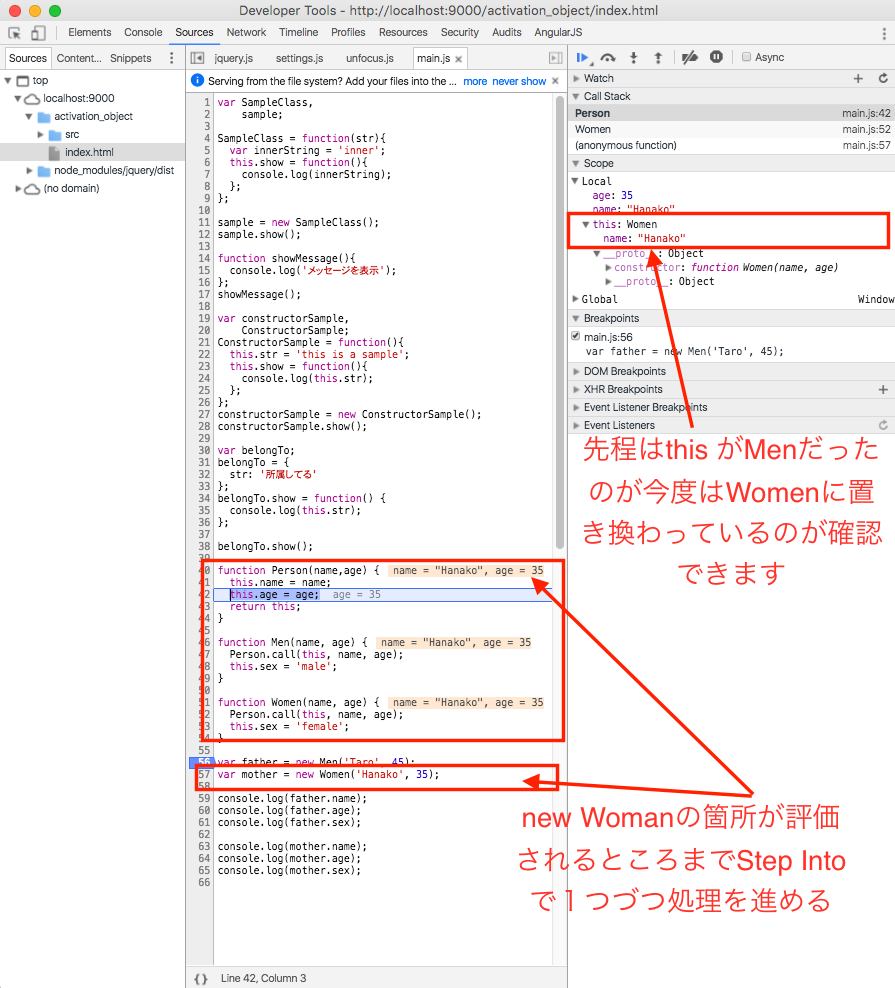 Developer Tools - http://localhost:9000/activation_object/index.html
Elements Console Sources Network Timeline Profiles Resources Security Audits AngularJS
Sources Content... Snippets
jquery.js settings.js unfocus.js main.js ×
Async
top
localhost:9000
activation_object
src
index.html
node_modules/jquery/dist
(no domain)
Serving from the file system? Add your files into the ... more never show ×
1 var SampleClass,
2 sample;
3
4 SampleClass = function(str){
5 var innerString = 'inner';
6 this.show = function(){
7 console.log(innerString);
8 };
9 };
10
11 sample = new SampleClass();
12 sample.show();
13
14 function showMessage(){
15 console.log('メッセージを表示');
16 };
17 showMessage();
18
19 var constructorSample,
20 ConstructorSample;
21 ConstructorSample = function(){
22 this.str = 'this is a sample';
23 this.show = function(){
24 console.log(this.str);
25 };
26 };
27 constructorSample = new ConstructorSample();
28 constructorSample.show();
29
30 var belongTo;
31 belongTo = {
32 str: '所属してる'
33 };
34 belongTo.show = function() {
35 console.log(this.str);
36 };
37
38 belongTo.show();
39
40 function Person(name,age) { name = "Hanako", age = 35
41 this.name = name;
42 this.age = age; age = 35
43 return this;
44 }
45
46 function Men(name, age) { name = "Hanako", age = 35
47 Person.call(this, name, age);
48 this.sex = 'male';
49 }
50
51 function Women(name, age) { name = "Hanako", age = 35
52 Person.call(this, name, age);
53 this.sex = 'female';
54 }
55
56 var father = new Men('Taro', 45);
57 var mother = new Women('Hanako', 35);
58
59 console.log(father.name);
60 console.log(father.age);
61 console.log(father.sex);
62
63 console.log(mother.name);
64 console.log(mother.age);
65 console.log(mother.sex);
66
{} Line 42, Column 3
Watch
Call Stack
Person main.js:42
Women main.js:52
(anonymous function) main.js:57
Scope
Local
age: 35
name: "Hanako"
this: Women
name: "Hanako"
__proto__: Object
constructor: function Women(name, age)
__proto__: Object
Global Window
Breakpoints
main.js:56
var father = new Men('Taro', 45);
DOM Breakpoints
XHR Breakpoints
Event Listener Breakpoints
Event Listeners
先程はthis がMenだった
のが今度はWomenに置
き換わっているのが確認
できます
new Womanの箇所が評価
されるところまでStep Into
で１つづつ処理を進める